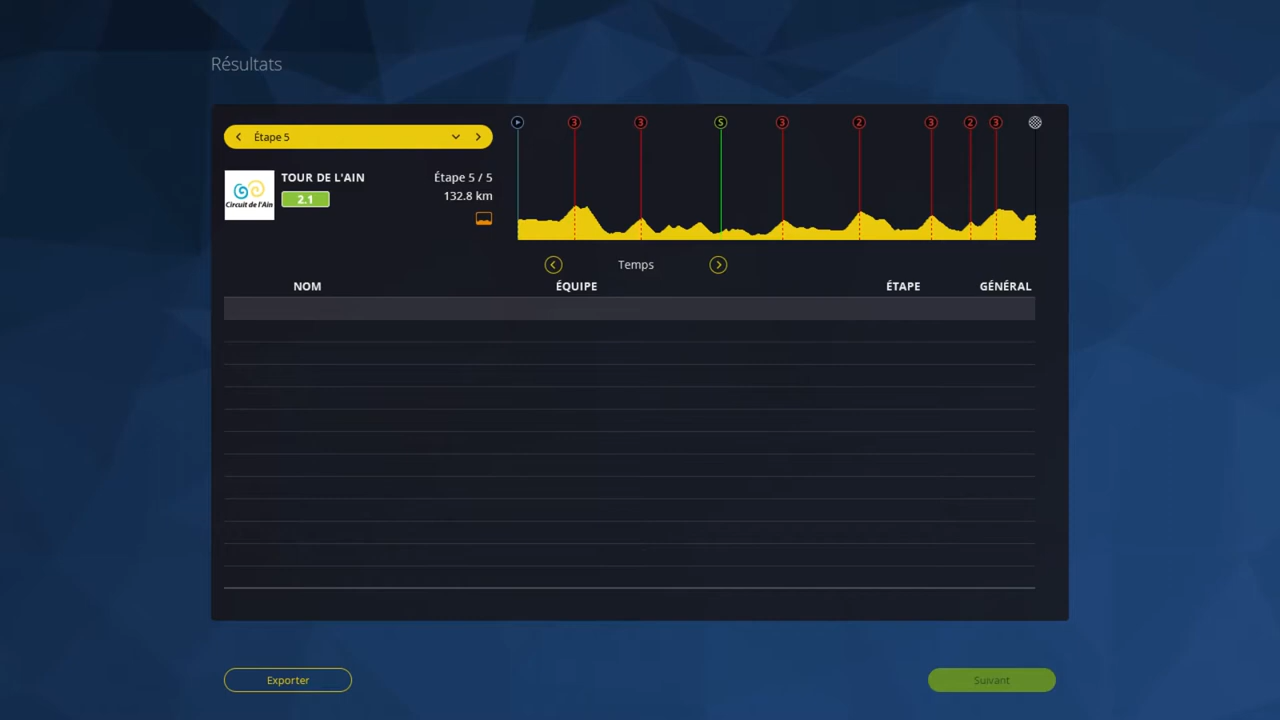 Résultats
Étape 5
3 3 S 3 2 3 2 3
Circuit de l'Ain
TOUR DE L'AIN
2.1
Étape 5 / 5
132.8 km
Temps
NOM ÉQUIPE ÉTAPE GÉNÉRAL
Exporter
Suivant